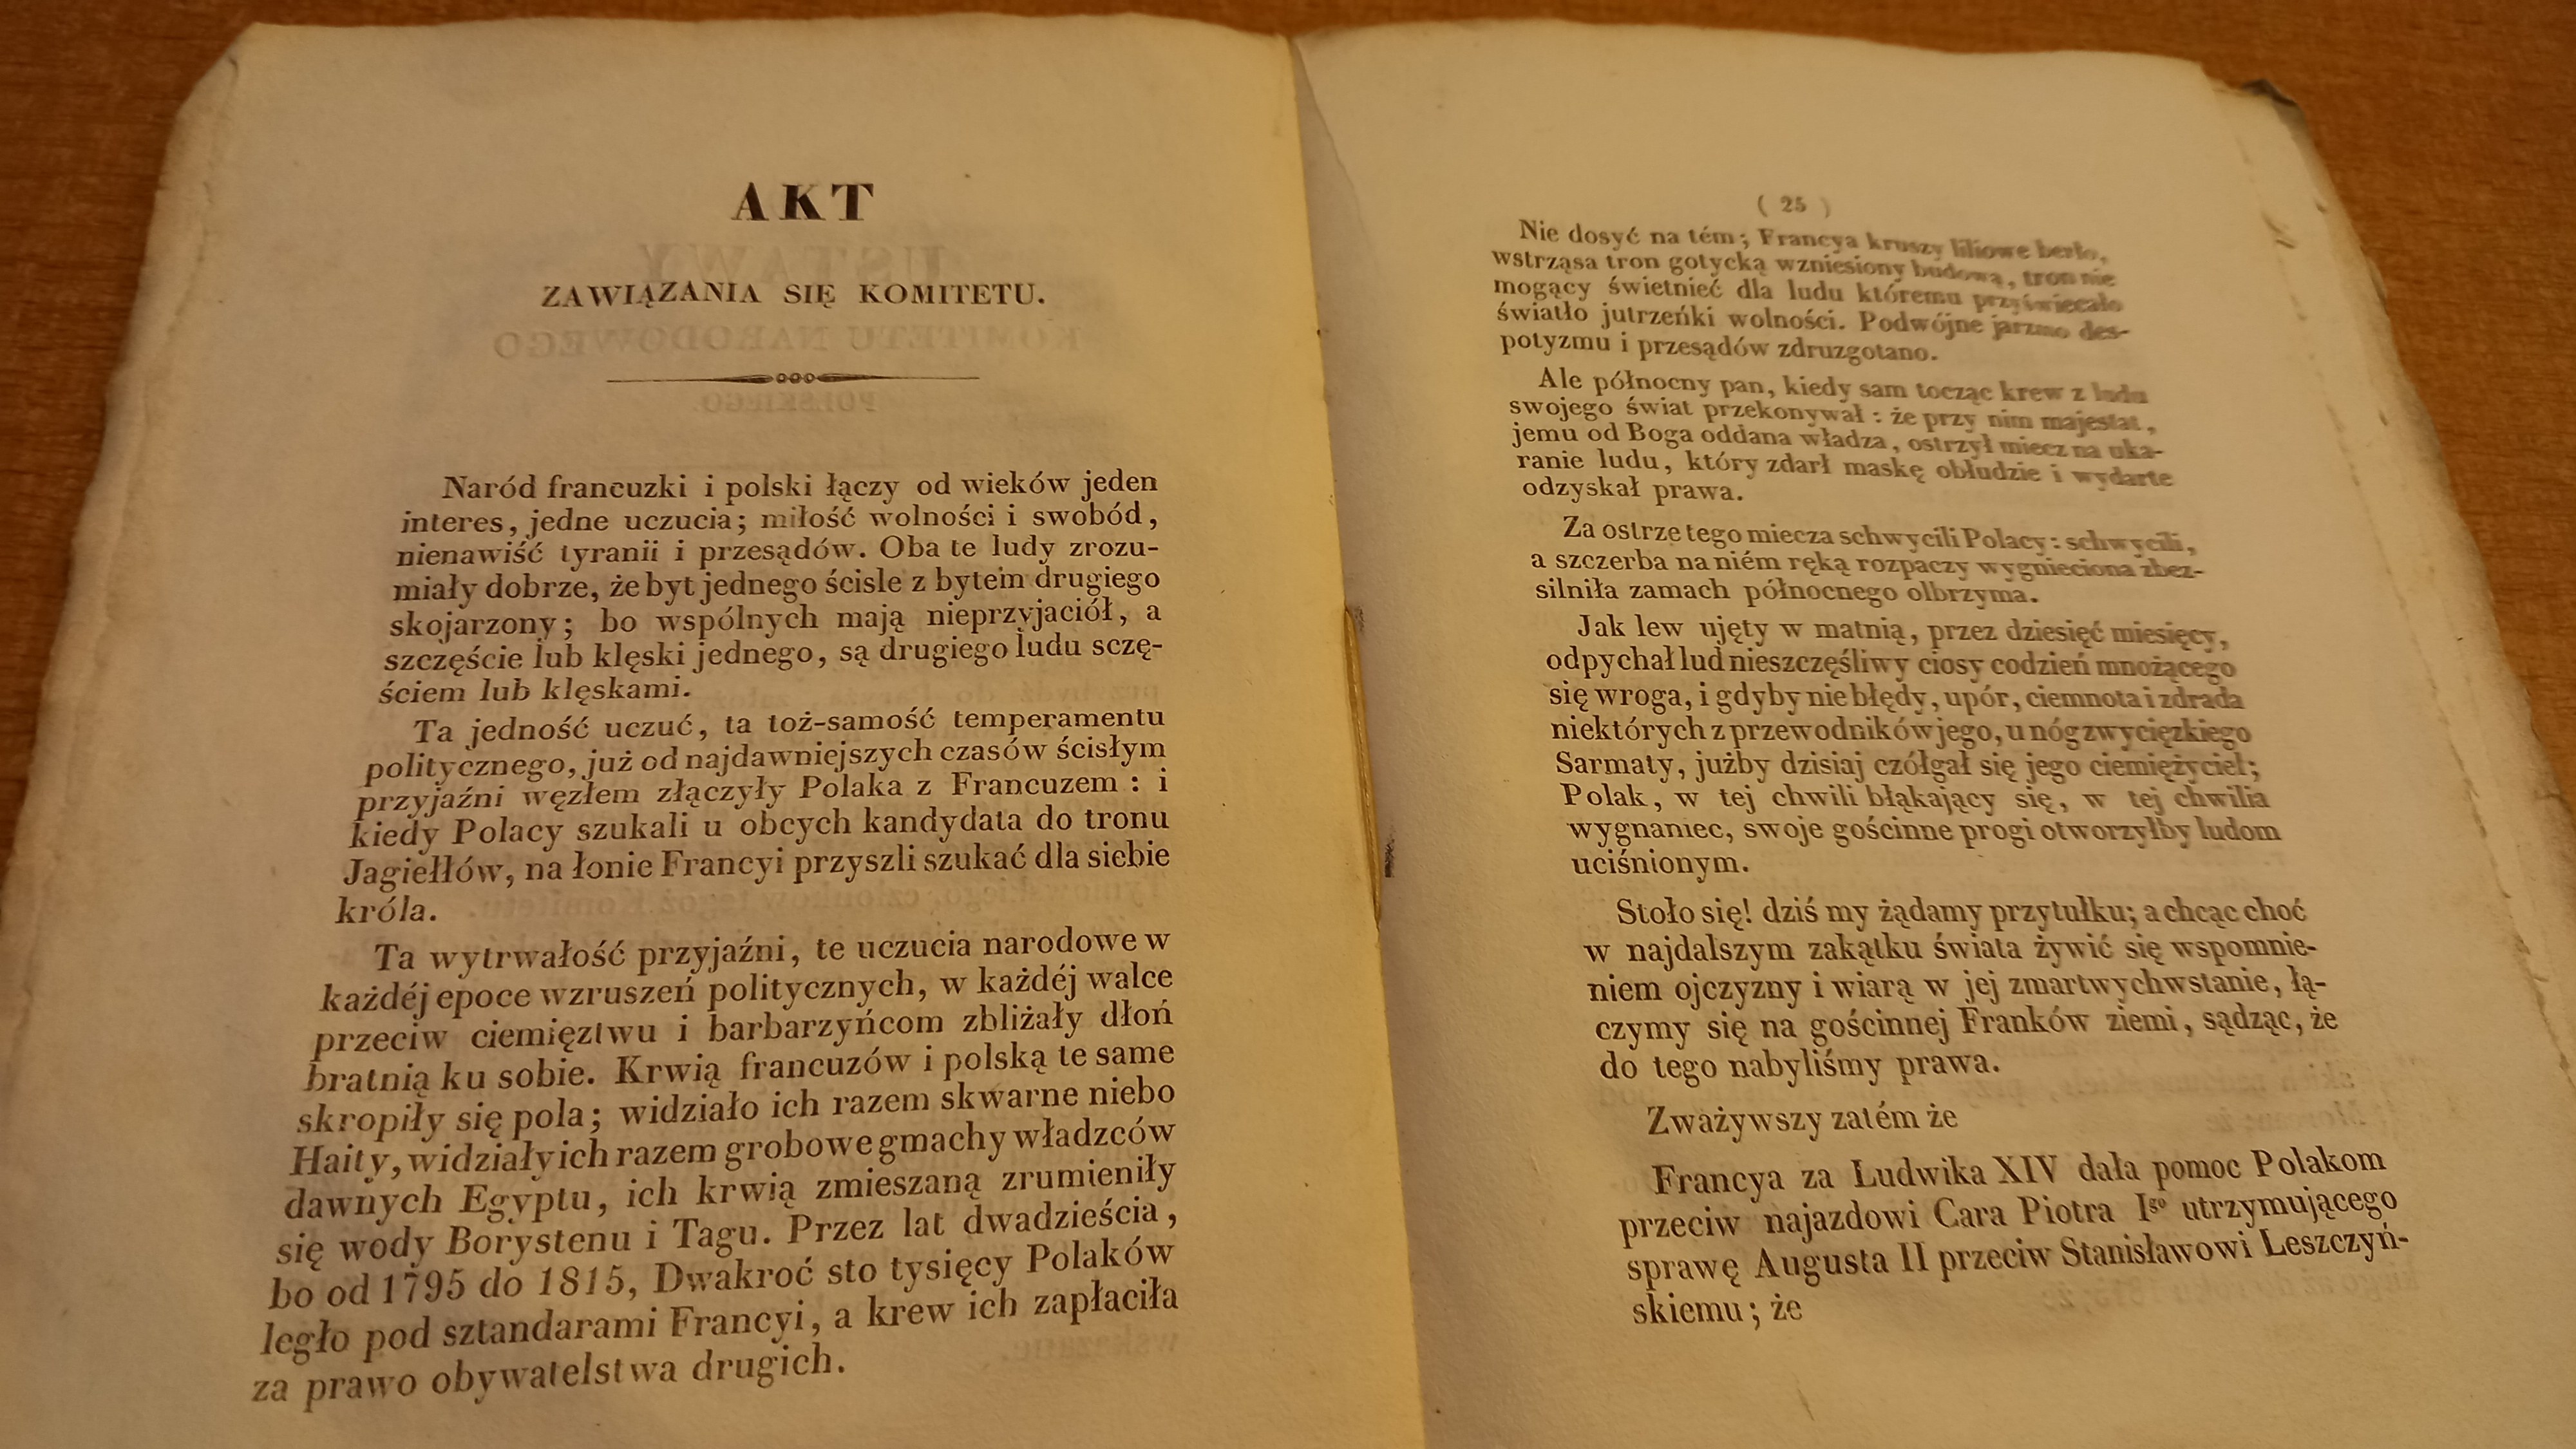 AKT
ZAWIĄZANIA SIĘ KOMITETU.
Naród francuzki i polski łączy od wieków jeden
interes, jedne uczucia; miłość wolności i swobód,
nienawiść tyranii i przesądów. Oba te ludy zrozu-
miały dobrze, że byt jednego ścisle z bytem drugiego
skojarzony; bo wspólnych mają nieprzyjaciół, a
szczęście lub klęski jednego, są drugiego ludu sczę-
ściem lub klęskami.
Ta jedność uczuć, ta toż-samość temperamentu
politycznego, już od najdawniejszych czasów ścisłym
przyjaźni węzłem złączyły Polaka z Francuzem : i
kiedy Polacy szukali u obcych kandydata do tronu
Jagiełłów, na łonie Francyi przyszli szukać dla siebie
króla.
Ta wytrwałość przyjaźni, te uczucia narodowe w
każdéj epoce wzruszeń politycznych, w każdéj walce
przeciw ciemięztwu i barbarzyńcom zbliżały dłoń
bratnią ku sobie. Krwią francuzów i polską te same
skropiły się pola; widziało ich razem skwarne niebo
Haity, widziały ich razem grobowe gmachy władzców
dawnych Egyptu, ich krwią zmieszaną zrumieniły
się wody Borystenu i Tagu. Przez lat dwadzieścia,
bo od 1795 do 1815, Dwakroć sto tysięcy Polaków
legło pod sztandarami Francyi, a krew ich zapłaciła
za prawo obywatelstwa drugich.
( 25 )
Nie dosyć na tém; Francya kruszy liliowe berło,
wstrząsa tron gotycką wzniesiony budową, tron nie
mogący świetnieć dla ludu któremu przyświecało
światło jutrzeńki wolności. Podwójne jarzmo des-
potyzmu i przesądów zdruzgotano.
Ale północny pan, kiedy sam tocząc krew z ludu
swojego świat przekonywał : że przy nim majestat,
jemu od Boga oddana władza, ostrzył miecz na uka-
ranie ludu, który zdarł maskę obłudzie i wydarte
odzyskał prawa.
Za ostrze tego miecza schwycili Polacy : schwycili,
a szczerba na niém ręką rozpaczy wygnieciona zbez-
silniła zamach północnego olbrzyma.
Jak lew ujęty w matnią, przez dziesięć miesięcy,
odpychał lud nieszczęśliwy ciosy codzień mnożącego
się wroga, i gdyby nie błędy, upór, ciemnota i zdrada
niektórych z przewodników jego, u nóg zwycięzkiego
Sarmaty, jużby dzisiaj czółgał się jego ciemiężyciel;
Polak, w tej chwili błąkający się, w tej chwilia
wygnaniec, swoje gościnne progi otworzyłby ludom
uciśnionym.
Stoło się! dziś my żądamy przytułku; a chcąc choć
w najdalszym zakątku świata żywić się wspomnie-
niem ojczyzny i wiarą w jej zmartwychwstanie, łą-
czymy się na gościnnej Franków ziemi, sądząc, że
do tego nabyliśmy prawa.
Zważywszy zatém że
Francya za Ludwika XIV dała pomoc Polakom
przeciw najazdowi Cara Piotra Igo utrzymującego
sprawę Augusta II przeciw Stanisławowi Leszczyń-
skiemu; że